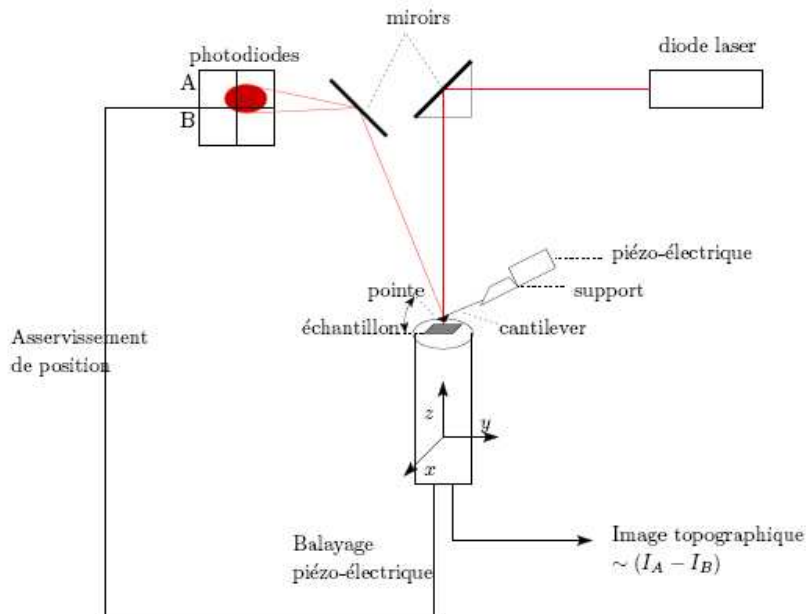 miroirs
photodiodes
diode laser
A
B
piézo-électrique
pointe
support
échantillon
cantilever
Asservissement
de position
z
y
x
Balayage
piézo-électrique
Image topographique
∼ (I_A − I_B)